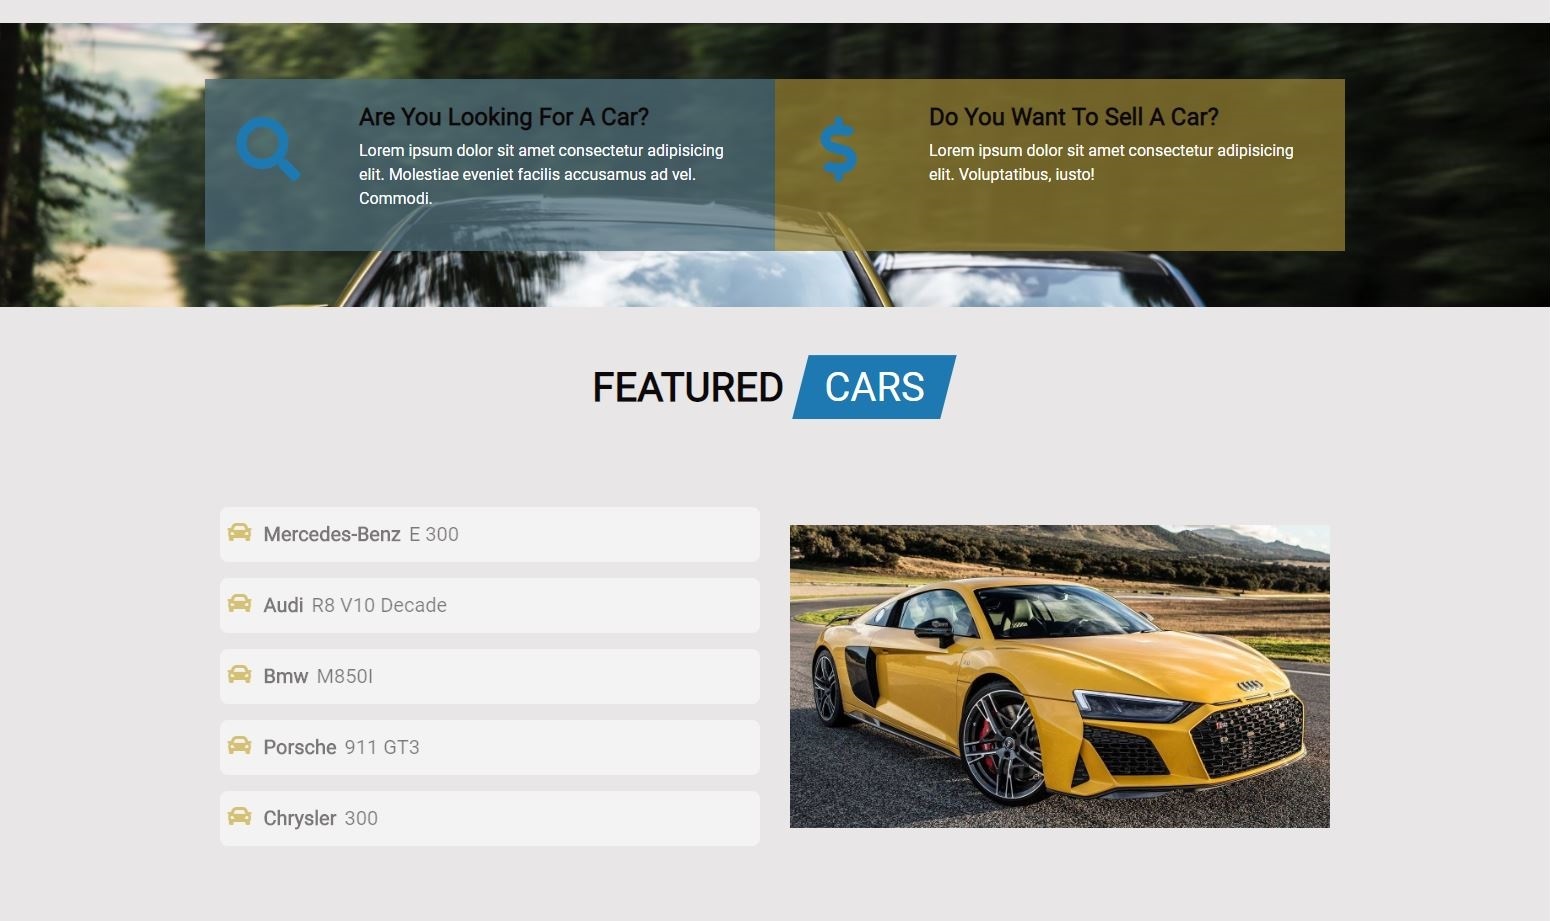 Are You Looking For A Car?
Lorem ipsum dolor sit amet consectetur adipisicing
elit. Molestiae eveniet facilis accusamus ad vel.
Commodi.
Do You Want To Sell A Car?
Lorem ipsum dolor sit amet consectetur adipisicing
elit. Voluptatibus, iusto!
FEATURED CARS
Mercedes-Benz E 300
Audi R8 V10 Decade
Bmw M850I
Porsche 911 GT3
Chrysler 300